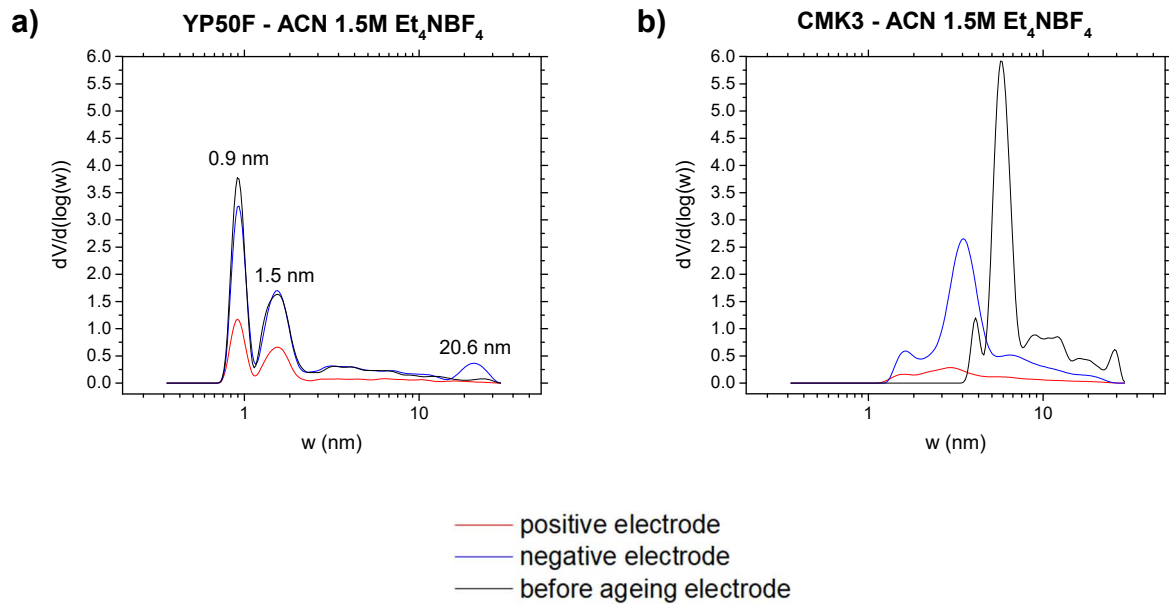 a)
YP50F - ACN 1.5M Et₄NBF₄
6.0
5.5
5.0
4.5
4.0
3.5
3.0
2.5
2.0
1.5
1.0
0.5
0.0
dV/d(log(w))
0.9 nm
1.5 nm
20.6 nm
1
10
w (nm)
b)
CMK3 - ACN 1.5M Et₄NBF₄
6.0
5.5
5.0
4.5
4.0
3.5
3.0
2.5
2.0
1.5
1.0
0.5
0.0
dV/d(log(w))
1
10
w (nm)
positive electrode
negative electrode
before ageing electrode